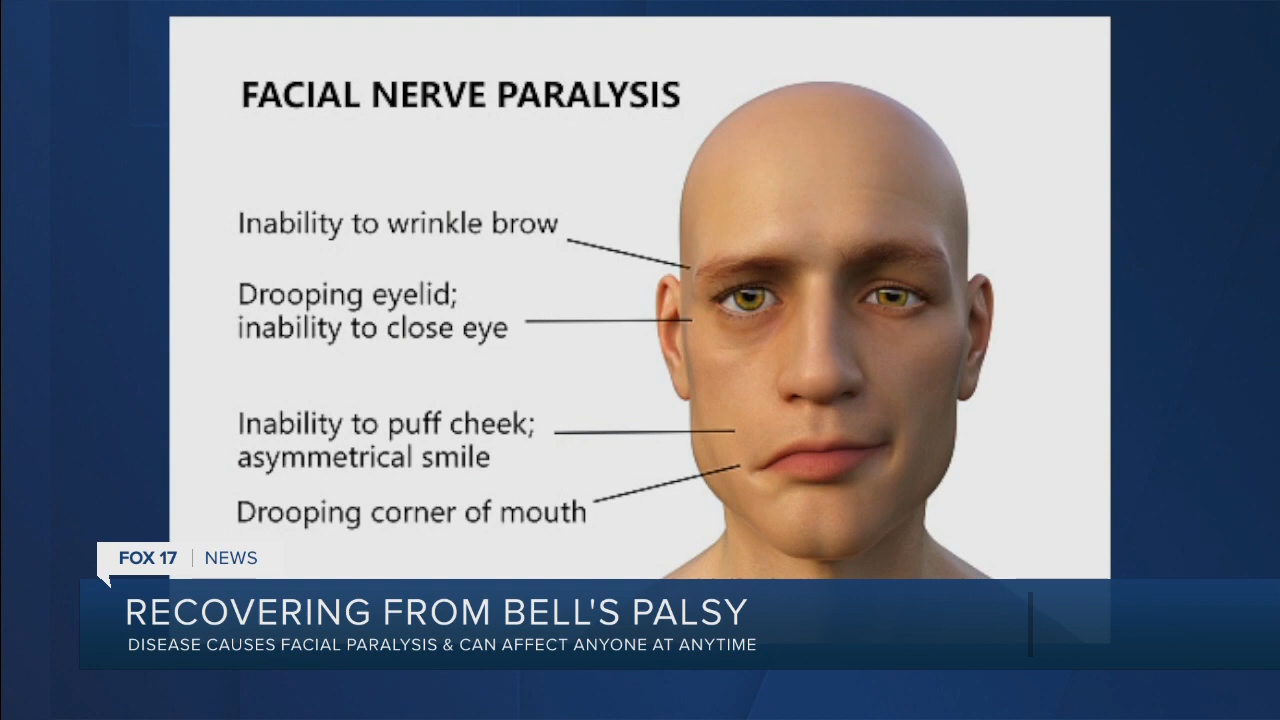 FACIAL NERVE PARALYSIS
Inability to wrinkle brow
Drooping eyelid;
inability to close eye
Inability to puff cheek;
asymmetrical smile
Drooping corner of mouth
FOX 17 | NEWS
RECOVERING FROM BELL'S PALSY
DISEASE CAUSES FACIAL PARALYSIS & CAN AFFECT ANYONE AT ANYTIME